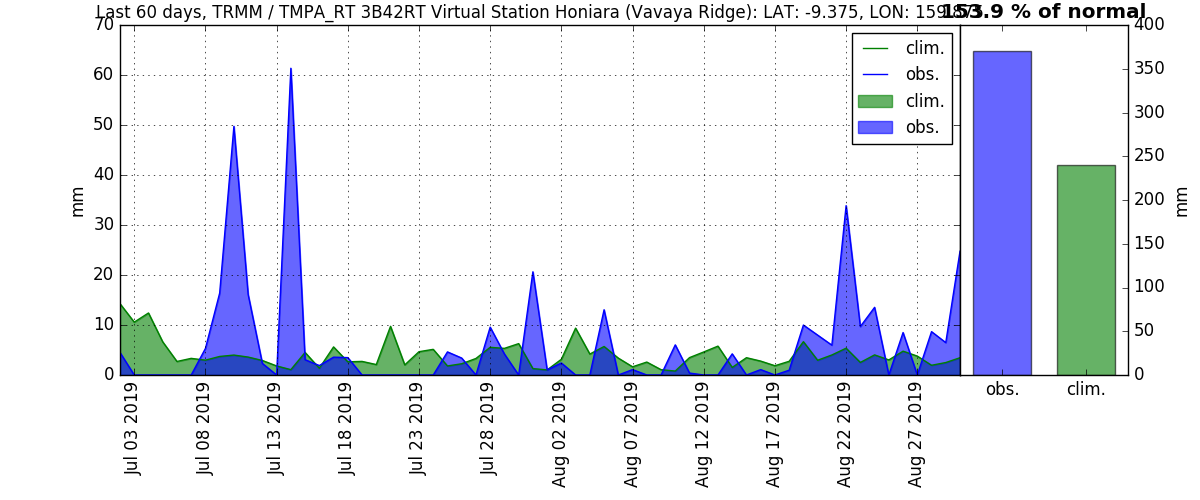 Last 60 days, TRMM / TMPA_RT 3B42RT Virtual Station Honiara (Vavaya Ridge): LAT: -9.375, LON:
153.9 % of normal
70
60
50
40
30
20
10
0
mm
clim.
obs.
clim.
obs.
Jul 03 2019
Jul 08 2019
Jul 13 2019
Jul 18 2019
Jul 23 2019
Jul 28 2019
Aug 02 2019
Aug 07 2019
Aug 12 2019
Aug 17 2019
Aug 22 2019
Aug 27 2019
400
350
300
250
200
150
100
50
0
mm
obs.
clim.